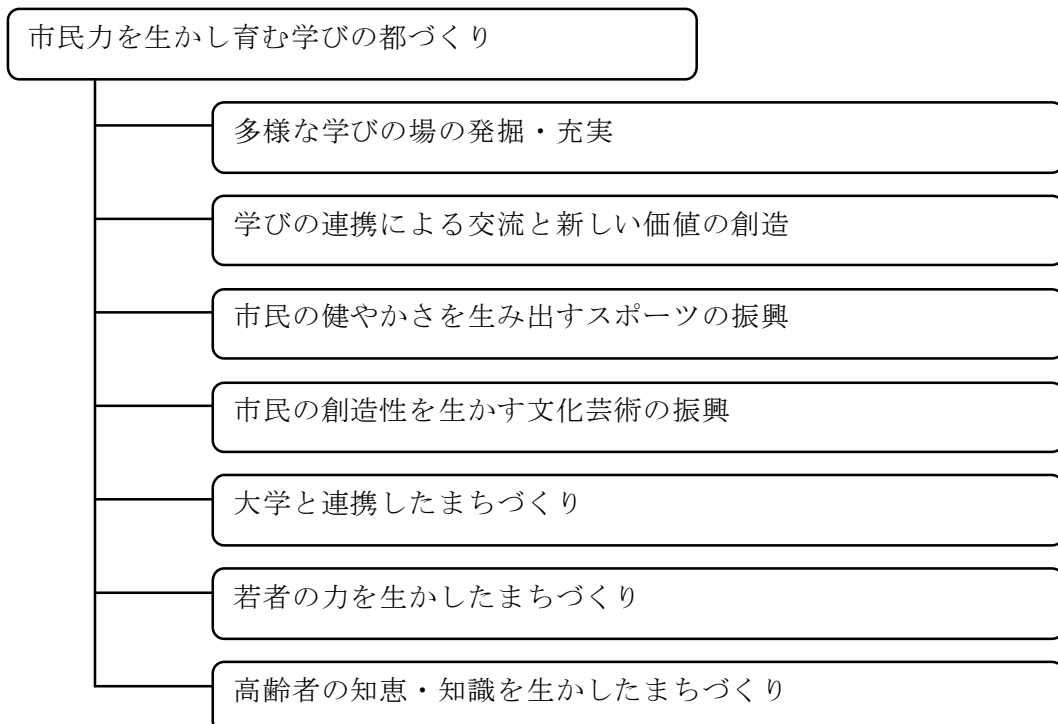 市民力を生かし育む学びの都づくり
多様な学びの場の発掘・充実
学びの連携による交流と新しい価値の創造
市民の健やかさを生み出すスポーツの振興
市民の創造性を生かす文化芸術の振興
大学と連携したまちづくり
若者の力を生かしたまちづくり
高齢者の知恵・知識を生かしたまちづくり